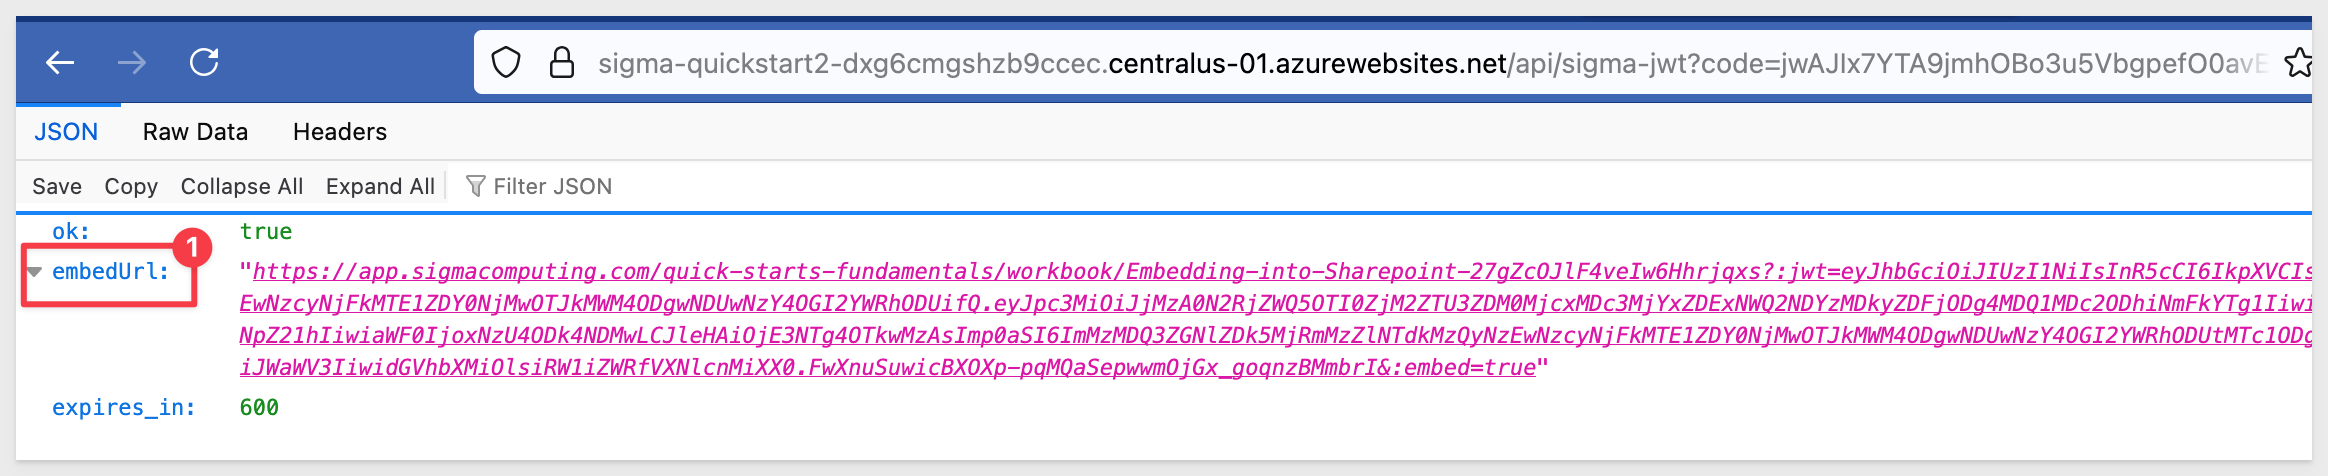 sigma-quickstart2-dxg6cmgshzb9ccec.centralus-01.azurewebsites.net/api/sigma-jwt?code=jwAJIx7YTA9jmhOBo3u5VbgpefO0avE
JSON Raw Data Headers
Save Copy Collapse All Expand All Filter JSON
ok: true
1
embedUrl: "https://app.sigmacomputing.com/quick-starts-fundamentals/workbook/Embedding-into-Sharepoint-27gZcOJlF4veIw6Hhrjqxs?:jwt=eyJhbGciOiJIUzI1NiIsInR5cCI6IkpXVCIs
EwNzcyNjFkMTE1ZDY0NjMwOTJkMWM4ODgwNDUwNzY4OGI2YWRhODUifQ.eyJpc3MiOiJjMzA0N2RjZWQ5OTI0ZjM2ZTU3ZDM0MjcxMDc3MjYxZDExNWQ2NDYzMDkyZDFjODg4MDQ1MDc2ODhiNmFkYTg1Iiwi
NpZ21hIiwiaWF0IjoxNzU4ODk4NDMwLCJleHAiOjE3NTg4OTkwMzAsImp0aSI6ImMzMDQ3ZGNlZDk5MjRmMzZlNTdkMzQyNzEwNzcyNjFkMTE1ZDY0NjMwOTJkMWM4ODgwNDUwNzY4OGI2YWRhODUtMTc1ODg
iJWaWV3IiwidGVhbXMiOlsiRW1iZWRfVXNlcnMiXX0.FwXnuSuwicBXOXp-pqMQaSepwwmOjGx_goqnzBMmbrI&:embed=true"
expires_in: 600